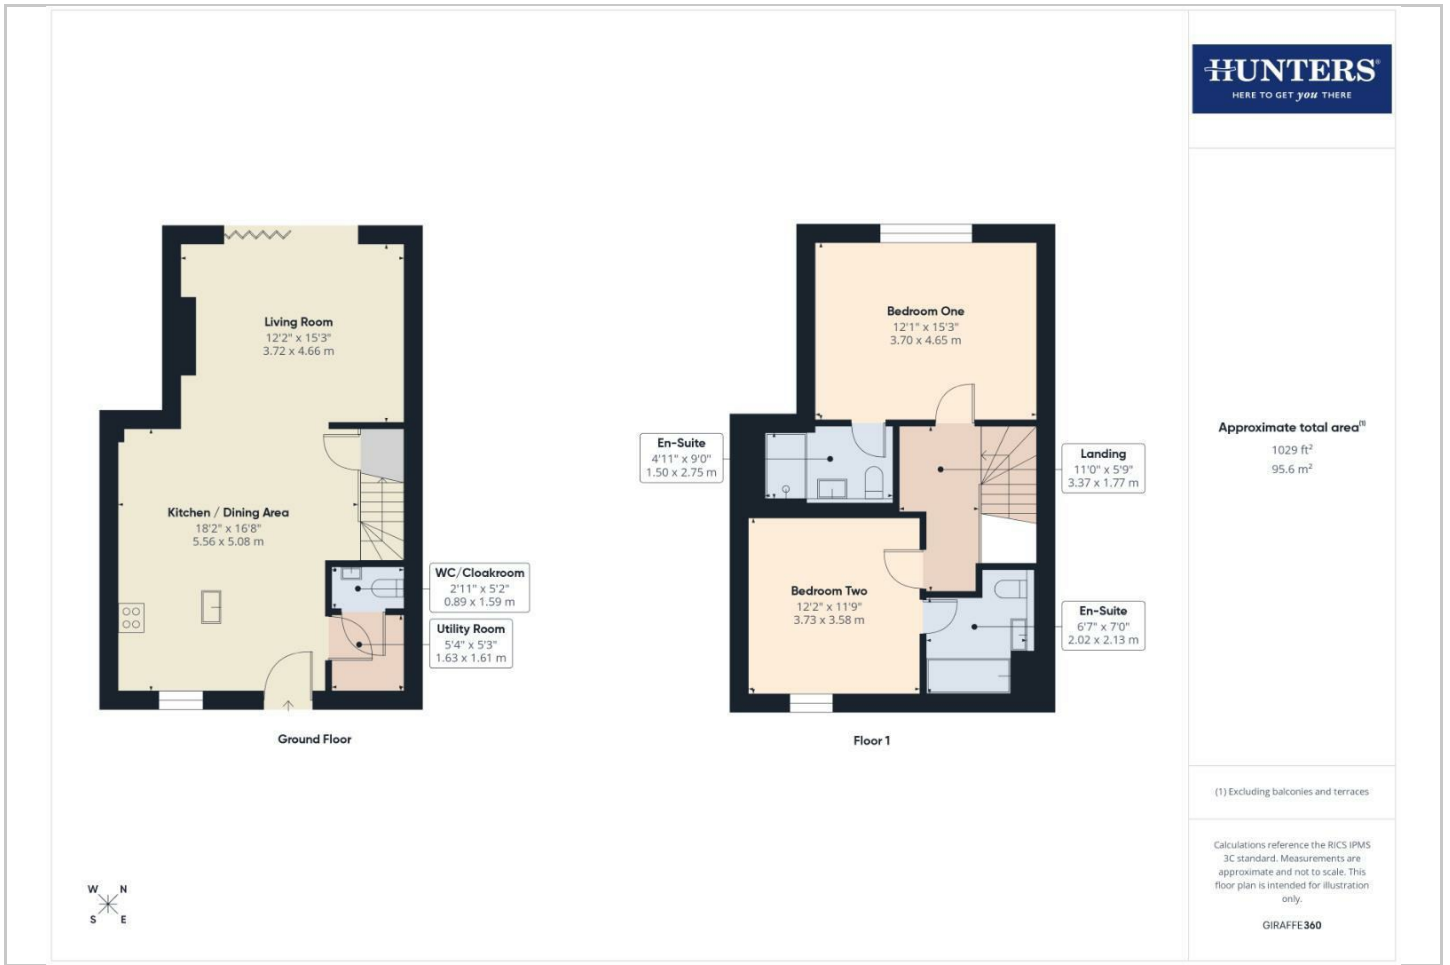 HUNTERS®
HERE TO GET you THERE
Living Room
12'2" x 15'3"
3.72 x 4.66 m
Kitchen / Dining Area
18'2" x 16'8"
5.56 x 5.08 m
WC/Cloakroom
2'11" x 5'2"
0.89 x 1.59 m
Utility Room
5'4" x 5'3"
1.63 x 1.61 m
Ground Floor
Bedroom One
12'1" x 15'3"
3.70 x 4.65 m
En-Suite
4'11" x 9'0"
1.50 x 2.75 m
Landing
11'0" x 5'9"
3.37 x 1.77 m
Bedroom Two
12'2" x 11'9"
3.73 x 3.58 m
En-Suite
6'7" x 7'0"
2.02 x 2.13 m
Floor 1
Approximate total area(1)
1029 ft²
95.6 m²
(1) Excluding balconies and terraces
Calculations reference the RICS IPMS
3C standard. Measurements are
approximate and not to scale. This
floor plan is intended for illustration
only.
GIRAFFE360
W N
S E